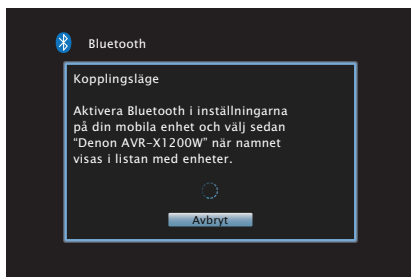 Bluetooth
Kopplingsläge
Aktivera Bluetooth i inställningarna
på din mobila enhet och välj sedan
“Denon AVR-X1200W” när namnet
visas i listan med enheter.
Avbryt